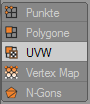 Punkte
Polygone
UVW
Vertex Map
N-Gons